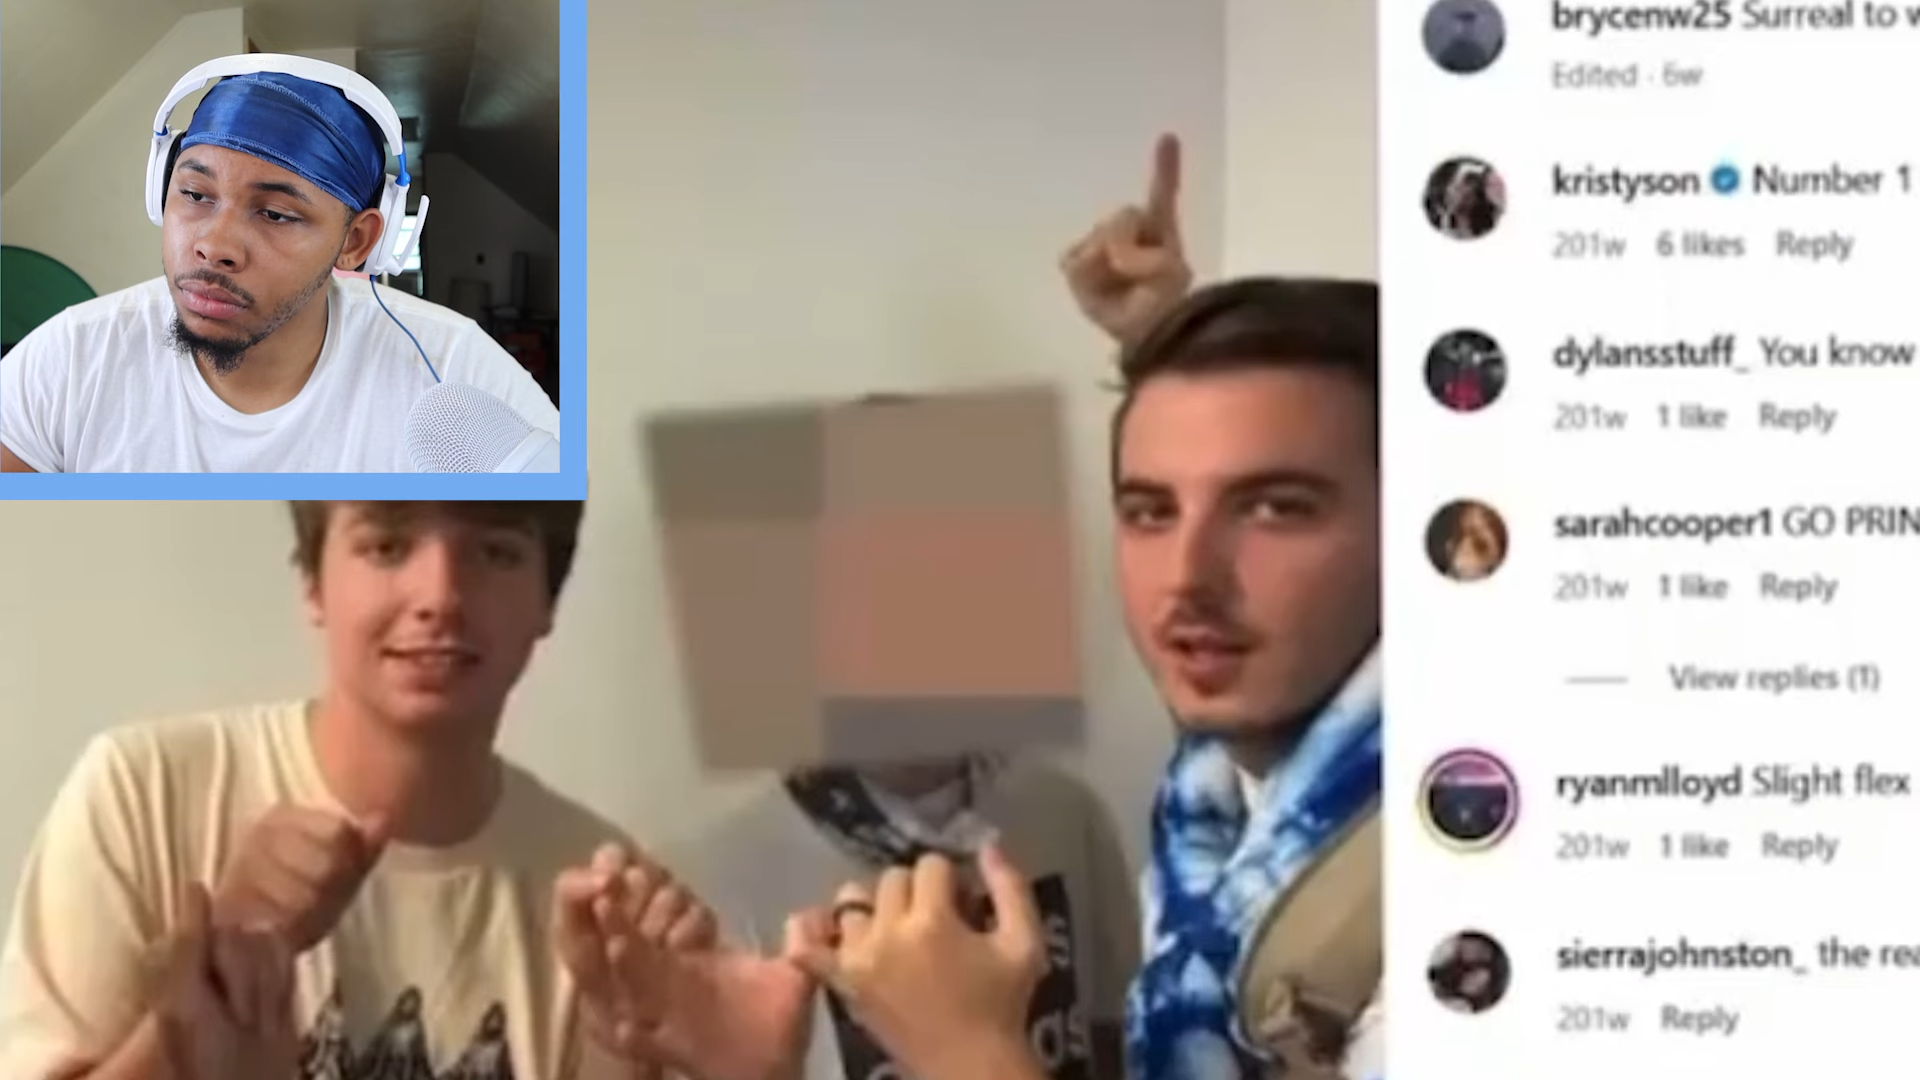 brycenw25 Surreal to
Edited · 6w
kristyson Number 1
201w 6 likes Reply
dylansstuff_ You know
201w 1 like Reply
sarahcooper1 GO
201w 1 like Reply
View replies (1)
ryanmlloyd Slight flex
201w 1 like Reply
sierrajohnston_ the
201w Reply